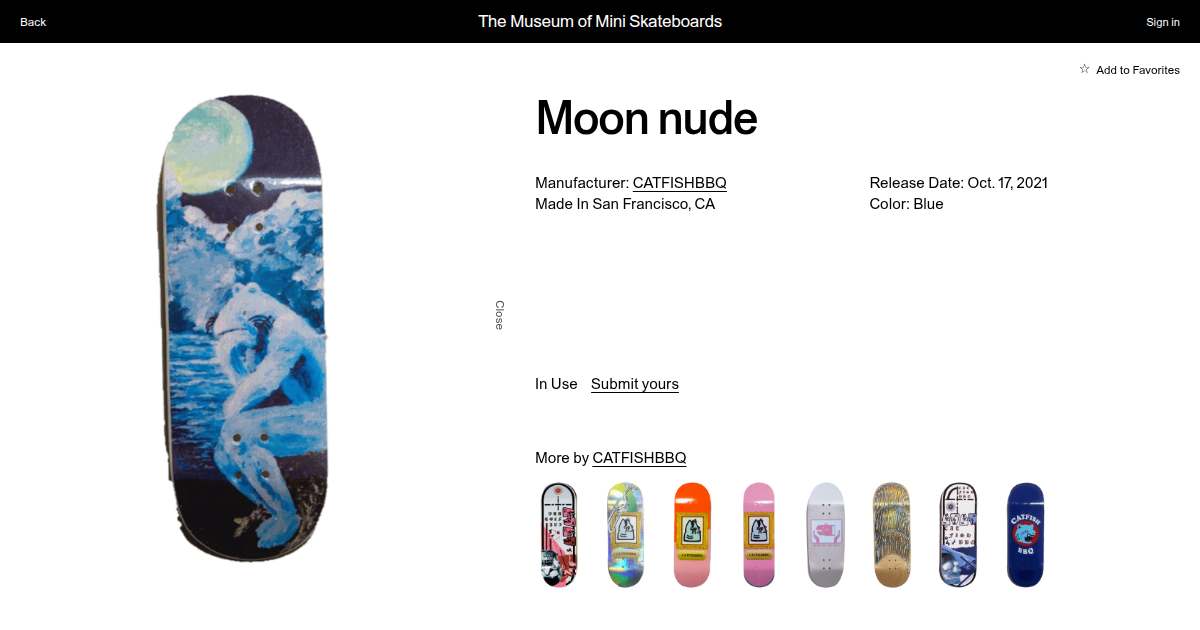 Back
The Museum of Mini Skateboards
Sign in
☆ Add to Favorites
Moon nude
Manufacturer: CATFISHBBQ
Made In San Francisco, CA
Release Date: Oct. 17, 2021
Color: Blue
Close
In Use Submit yours
More by CATFISHBBQ
CATFISH
BBQ